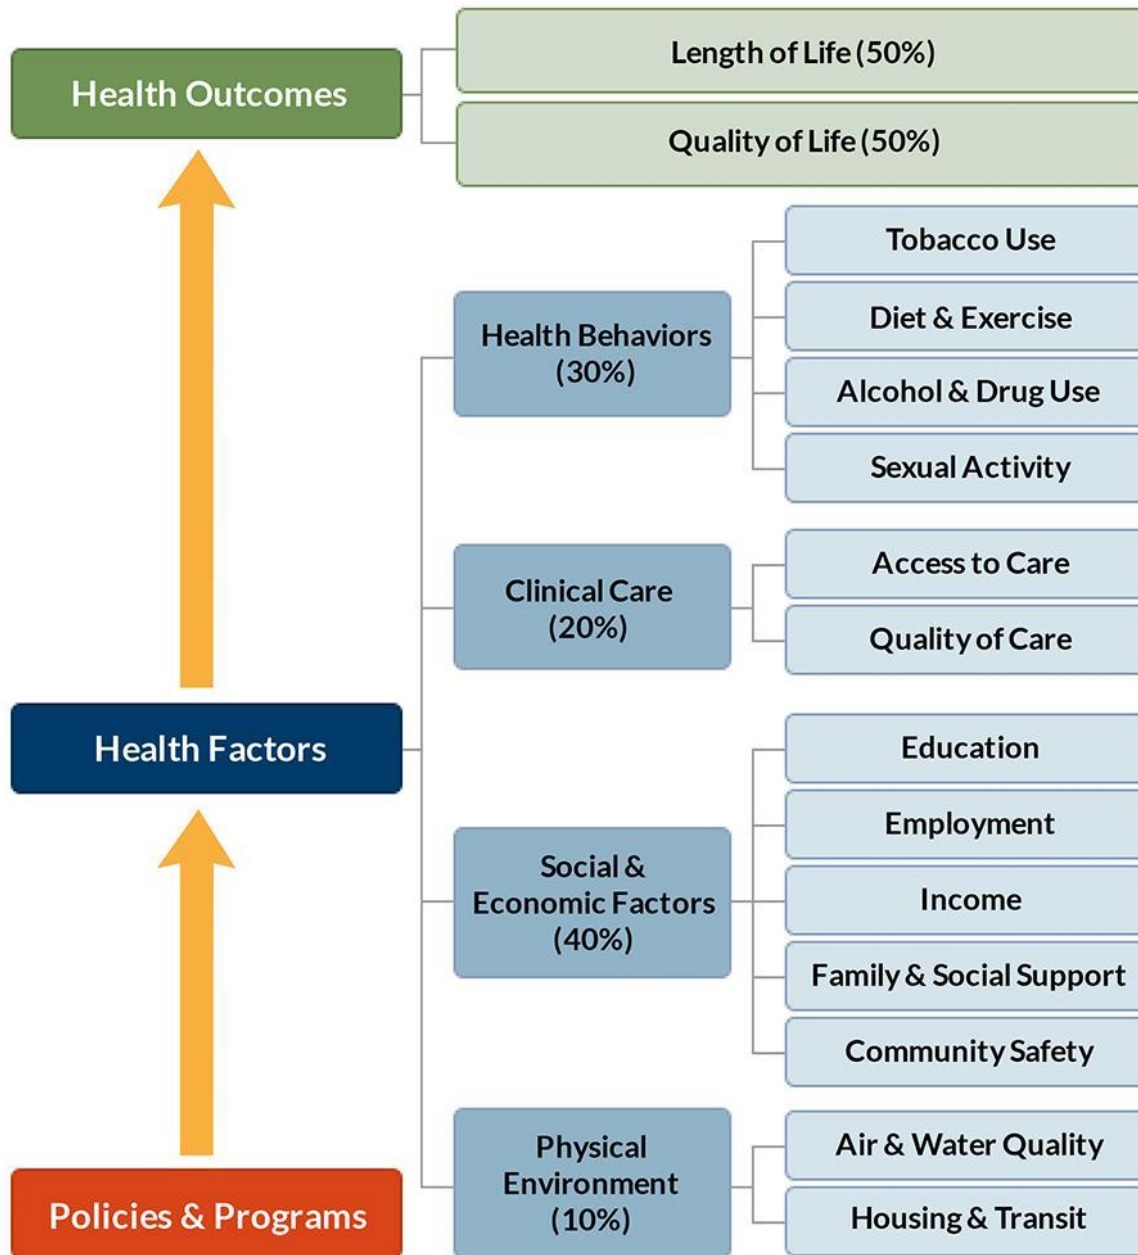 Health Outcomes
Length of Life (50%)
Quality of Life (50%)
Health Factors
Health Behaviors
(30%)
Tobacco Use
Diet & Exercise
Alcohol & Drug Use
Sexual Activity
Clinical Care
(20%)
Access to Care
Quality of Care
Social &
Economic Factors
(40%)
Education
Employment
Income
Family & Social Support
Community Safety
Physical
Environment
(10%)
Air & Water Quality
Housing & Transit
Policies & Programs